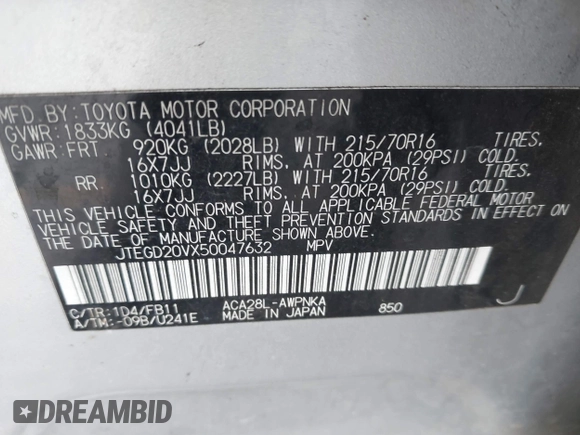 MFD. BY: TOYOTA MOTOR CORPORATION
GVWR: 1833KG (4041LB)
GAWR: FRT 920KG (2028LB) WITH 215/70R16 TIRES.
16X7JJ RIMS. AT 200KPA (29PSI) COLD.
RR 1010KG (2227LB) WITH 215/70R16 TIRES.
16X7JJ RIMS. AT 200KPA (29PSI) COLD.
THIS VEHICLE CONFORMS TO ALL APPLICABLE FEDERAL MOTOR
VEHICLE SAFETY AND THEFT PREVENTION STANDARDS IN EFFECT
ON THE DATE OF MANUFACTURE SHOWN ABOVE.
JTEGD20VX50047632 MPV
C/TR: 1D4/FB11 ACA28L-AWPNKA 850 J
A/TM: -09B/U241E MADE IN JAPAN
DREAMBID